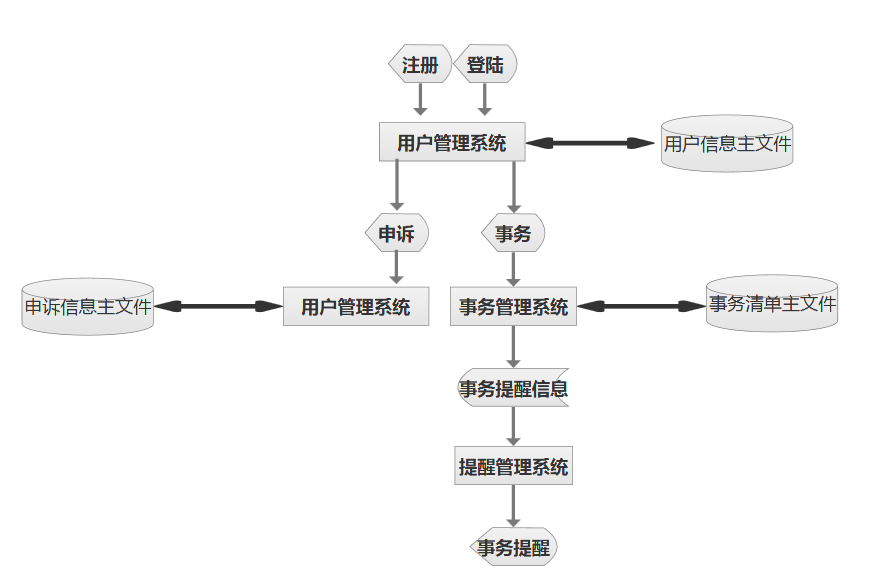 注册
登陆
用户管理系统
用户信息主文件
申诉
事务
申诉信息主文件
用户管理系统
事务管理系统
事务清单主文件
事务提醒信息
提醒管理系统
事务提醒